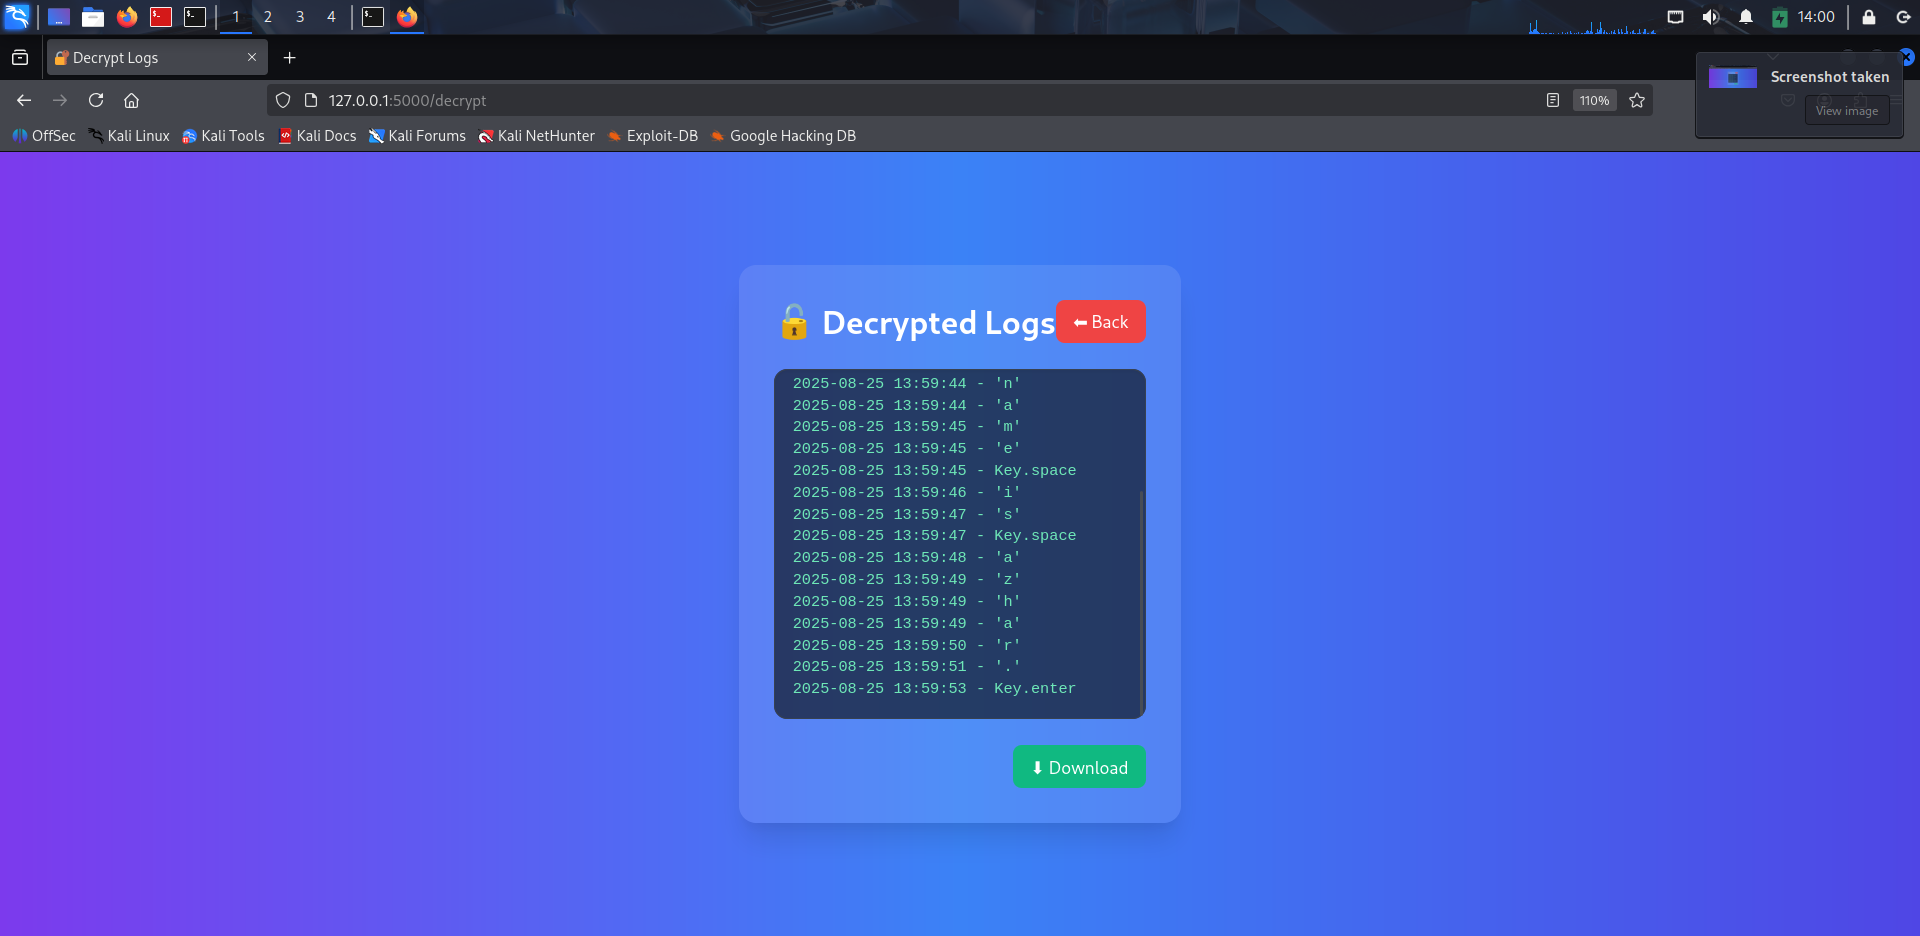 1 2 3 4 14:00
Decrypt Logs
127.0.0.1:5000/decrypt 110%
Screenshot taken
View image
OffSec Kali Linux Kali Tools Kali Docs Kali Forums Kali NetHunter Exploit-DB Google Hacking DB
Decrypted Logs
Back
2025-08-25 13:59:44 - 'n'
2025-08-25 13:59:44 - 'a'
2025-08-25 13:59:45 - 'm'
2025-08-25 13:59:45 - 'e'
2025-08-25 13:59:45 - Key.space
2025-08-25 13:59:46 - 'i'
2025-08-25 13:59:47 - 's'
2025-08-25 13:59:47 - Key.space
2025-08-25 13:59:48 - 'a'
2025-08-25 13:59:49 - 'z'
2025-08-25 13:59:49 - 'h'
2025-08-25 13:59:49 - 'a'
2025-08-25 13:59:50 - 'r'
2025-08-25 13:59:51 - '.'
2025-08-25 13:59:53 - Key.enter
Download